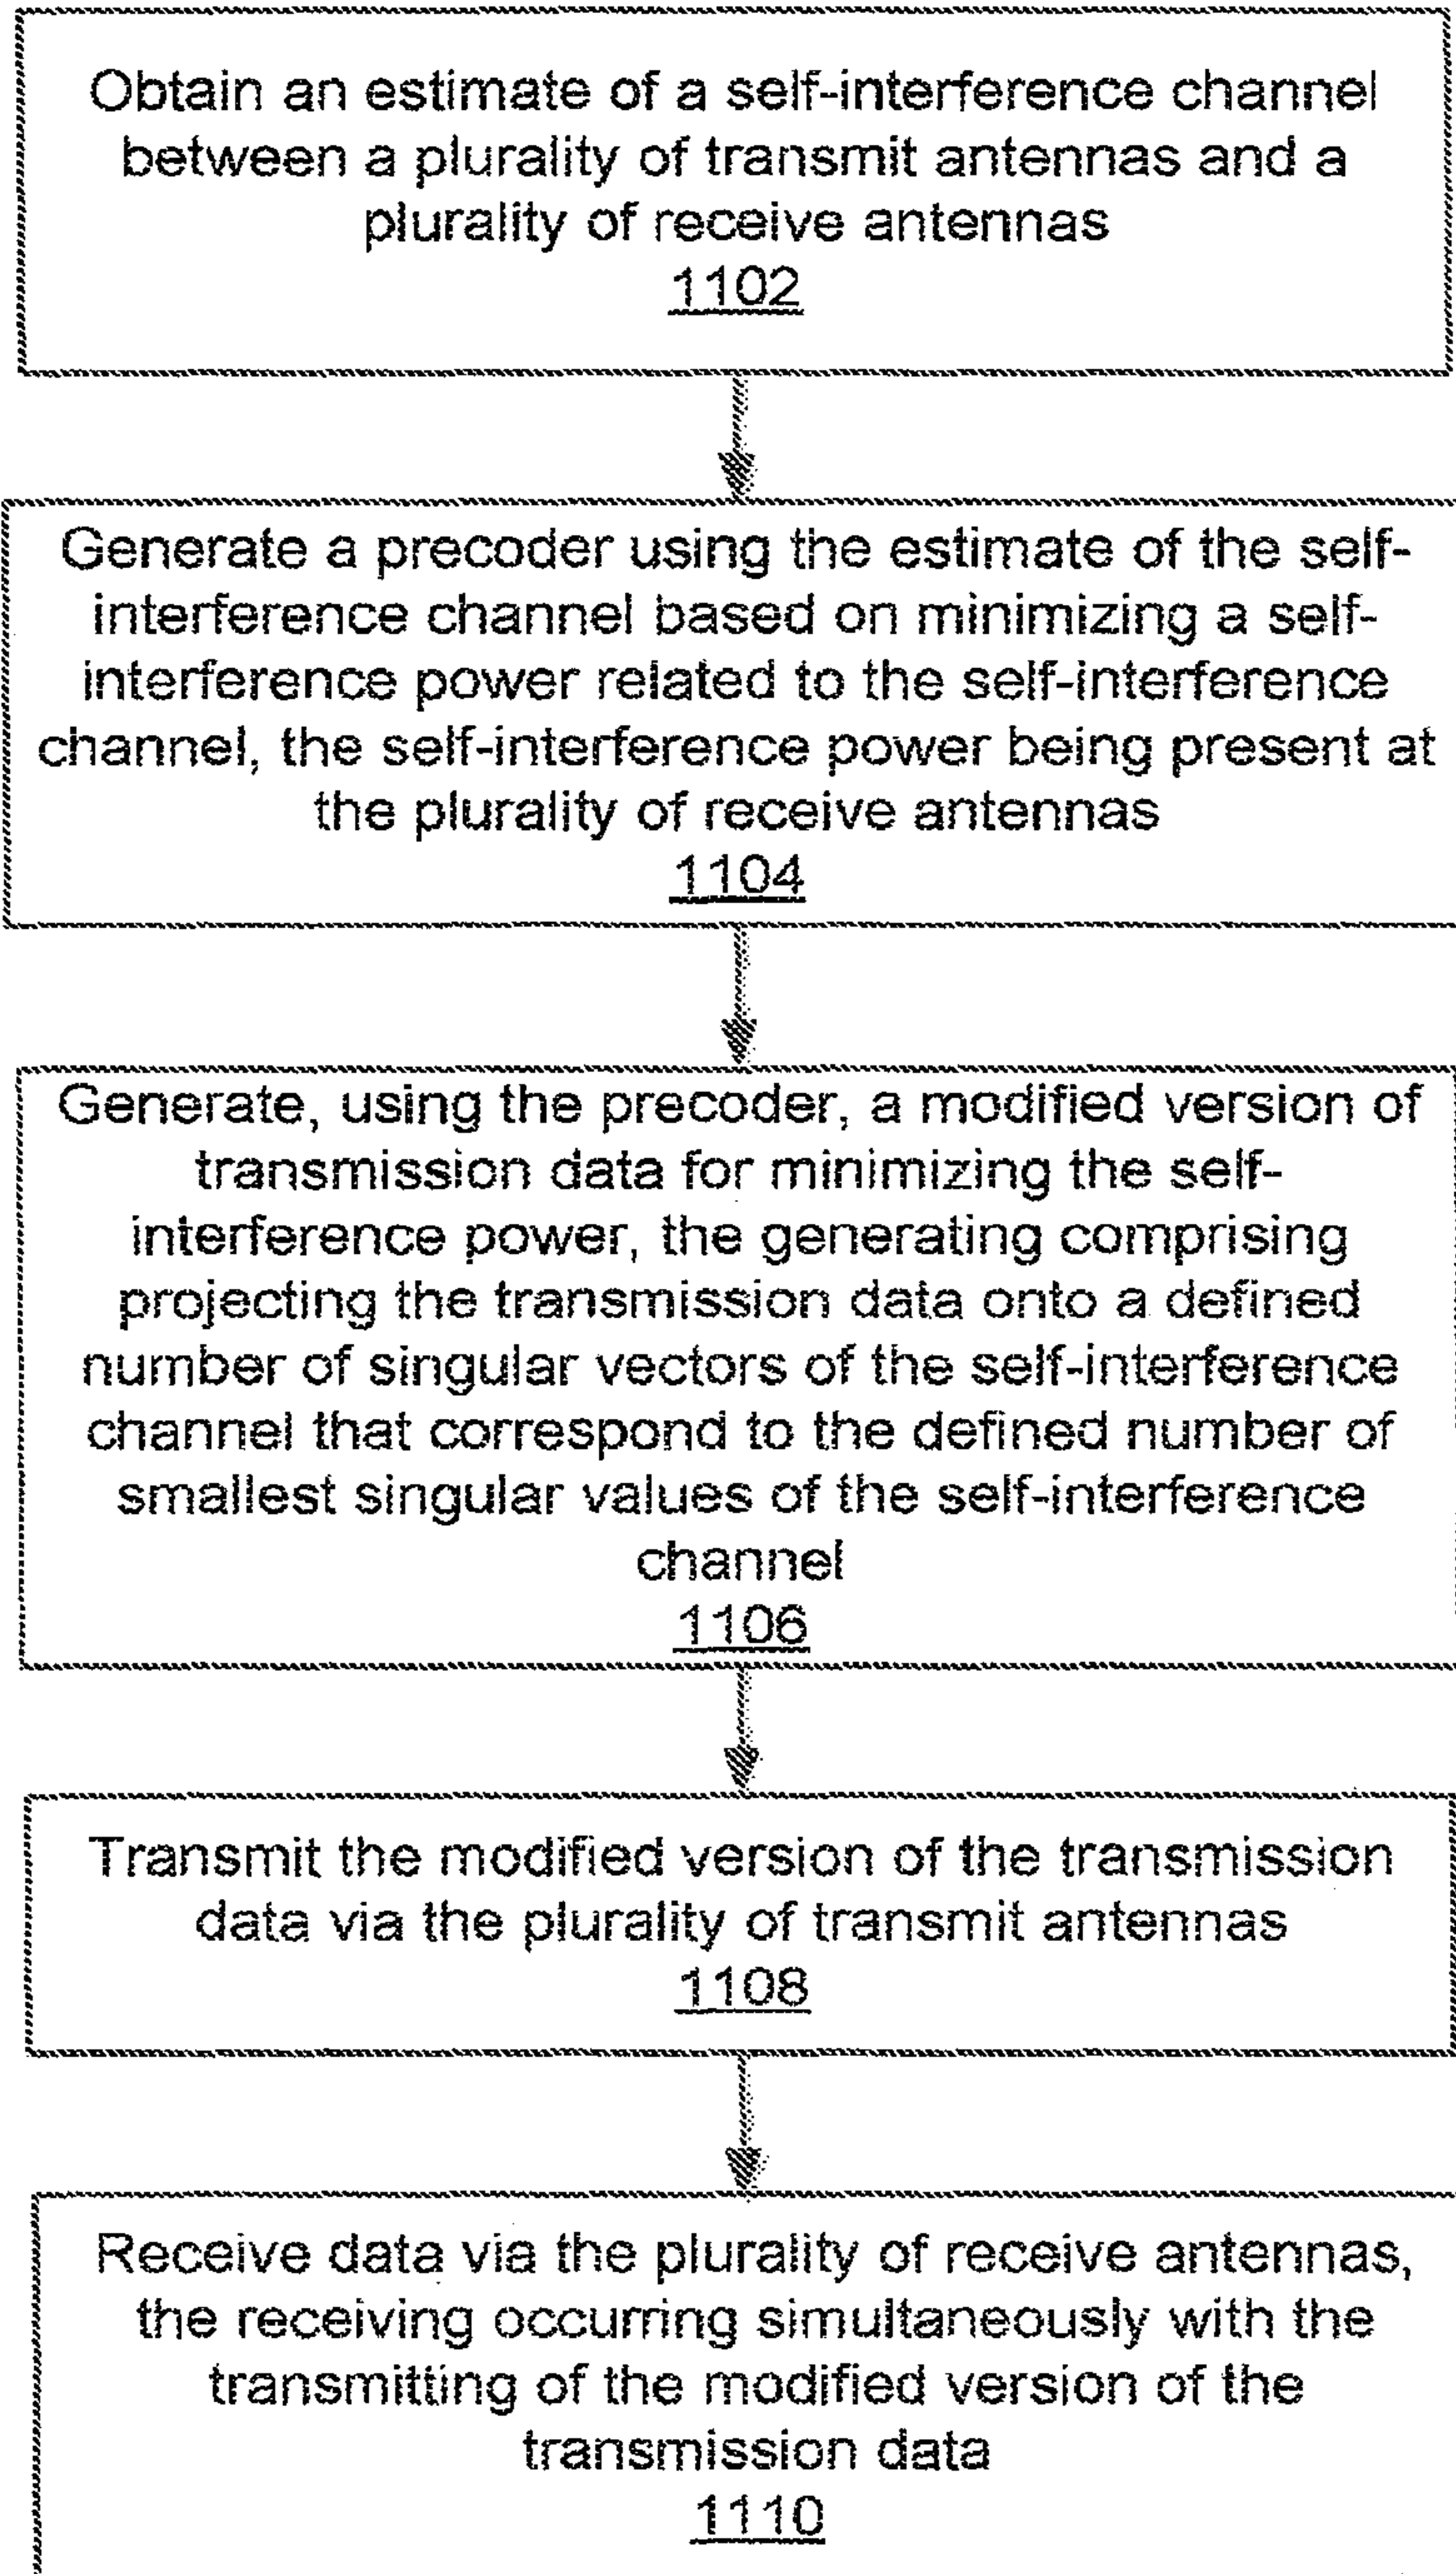 Obtain an estimate of a self-interference channel
between a plurality of transmit antennas and a
plurality of receive antennas
1102
Generate a precoder using the estimate of the self-
interference channel based on minimizing a self-
interference power related to the self-interference
channel, the self-interference power being present at
the plurality of receive antennas
1104
Generate, using the precoder, a modified version of
transmission data for minimizing the self-
interference power, the generating comprising
projecting the transmission data onto a defined
number of singular vectors of the self-interference
channel that correspond to the defined number of
smallest singular values of the self-interference
channel
1106
Transmit the modified version of the transmission
data via the plurality of transmit antennas
1108
Receive data via the plurality of receive antennas,
the receiving occurring simultaneously with the
transmitting of the modified version of the
transmission data
1110